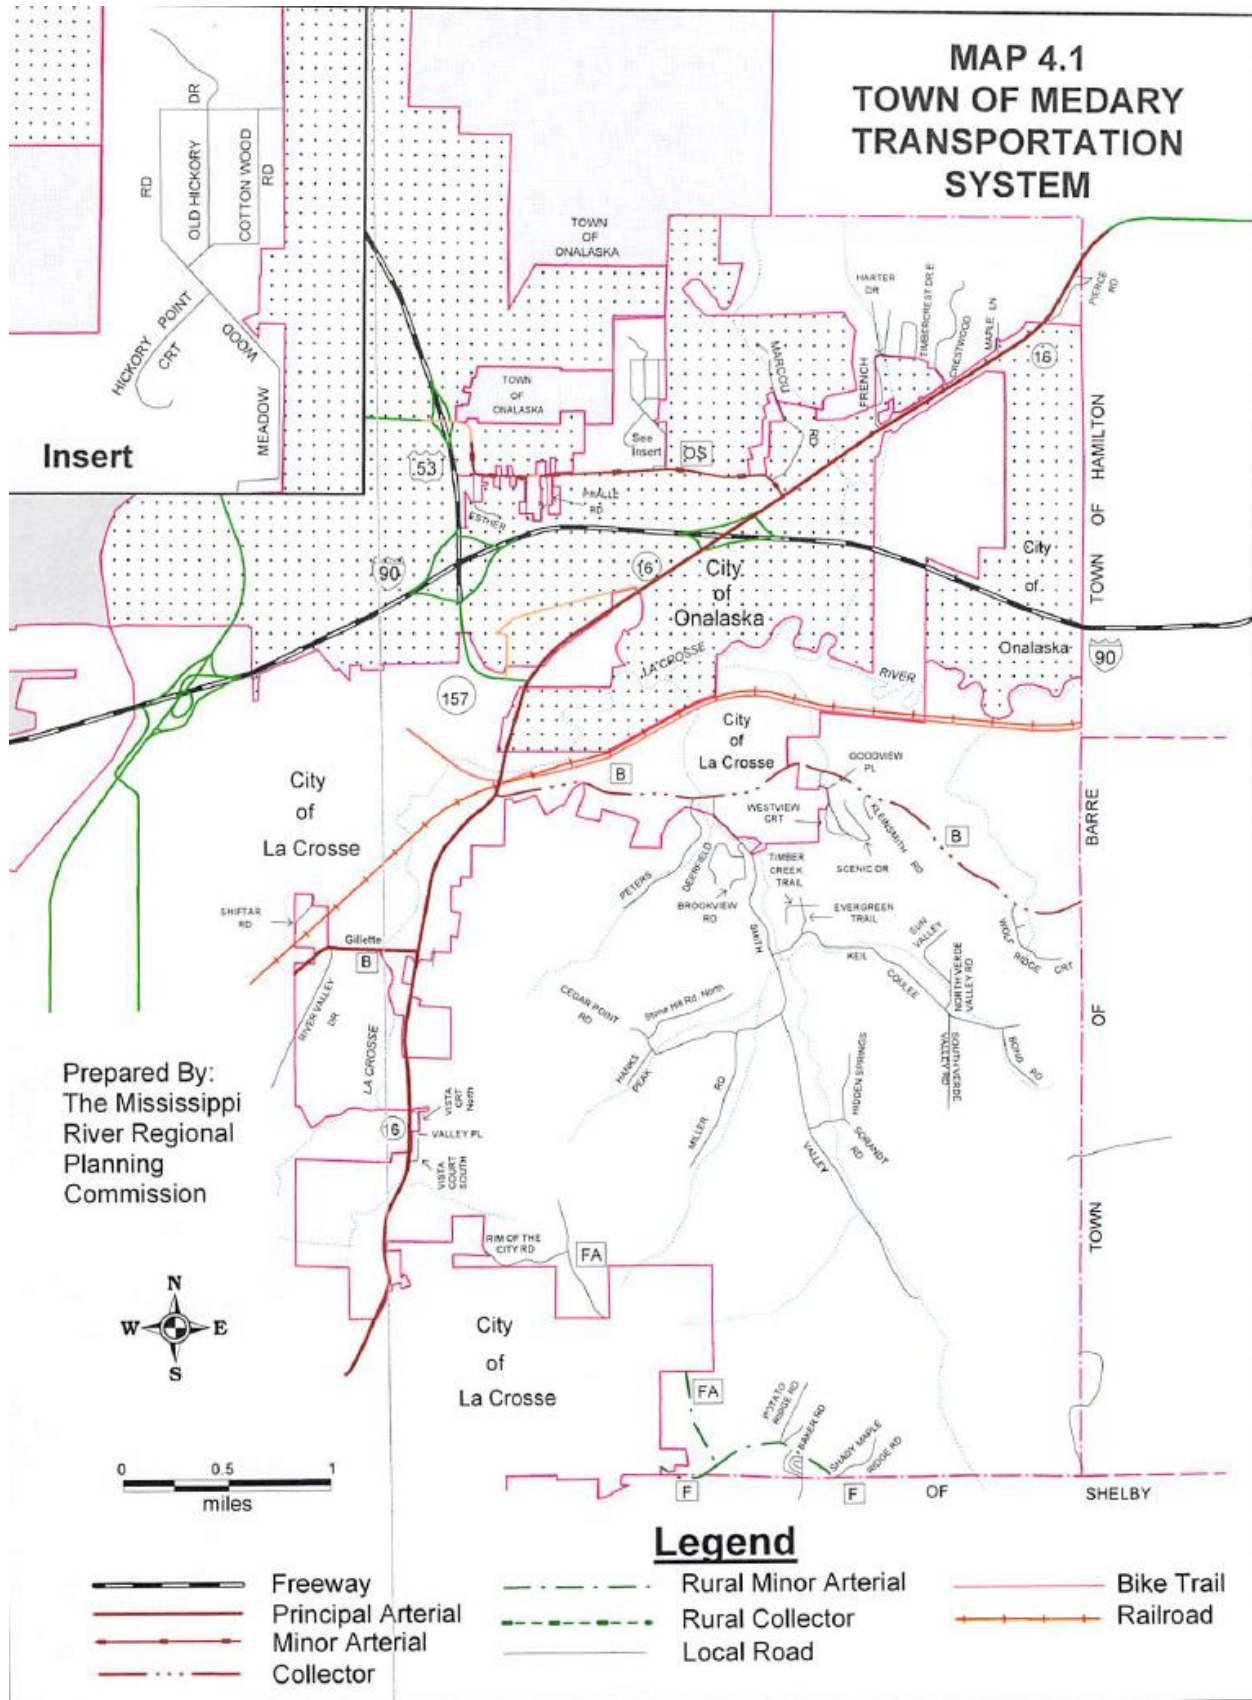 MAP 4.1
TOWN OF MEDARY
TRANSPORTATION
SYSTEM
DR
RD
OLD HICKORY
COTTON WOOD
RD
HICKORY POINT
CRT
WOOD
MEADOW
Insert
TOWN
OF
ONALASKA
HARTER
DR
TIMBERCREST DR.E
CRESTWOOD
MAPLE LN
PIERCE
RD
16
FRENCH
MARCOU
RD
TOWN
OF
ONALASKA
See
Insert
OS
53
ESTHER
PRALLE
RD
TOWN OF HAMILTON
90
16
City
of
Onalaska
City
of
Onalaska
90
LA CROSSE
RIVER
157
City
of
La Crosse
City
of
La Crosse
B
GOODVIEW
PL
WESTVIEW
CRT
KLEINSMITH RD
B
SCENIC DR
TIMBER
CREEK
TRAIL
PETERS
DEERFIELD
BROOKVIEW
RD
EVERGREEN
TRAIL
SMITH
SUN
VALLEY
WOLF
RIDGE
CRT
KEIL
COULEE
NORTH VERDE
VALLEY RD
SOUTH VERDE
VALLEY RD
BOND RD
SHIFTAR
RD
Gillette
B
RIVER VALLEY
DR
LA CROSSE
CEDAR POINT
RD
Stone Hill Rd. North
HANKS
PEAK
MILLER
RD
HIDDEN SPRINGS
SORANDT
RD
VALLEY
TOWN OF BARRE
Prepared By:
The Mississippi
River Regional
Planning
Commission
VISTA
CRT
North
16
VALLEY PL
VISTA
COURT
SOUTH
RIM OF THE
CITY RD
FA
N
W E
S
City
of
La Crosse
FA
POTATO
RIDGE RD
BAKER RD
SHADY MAPLE
RIDGE RD
0 0.5 1
miles
F
F
OF
SHELBY
Legend
Freeway
Principal Arterial
Minor Arterial
Collector
Rural Minor Arterial
Rural Collector
Local Road
Bike Trail
Railroad